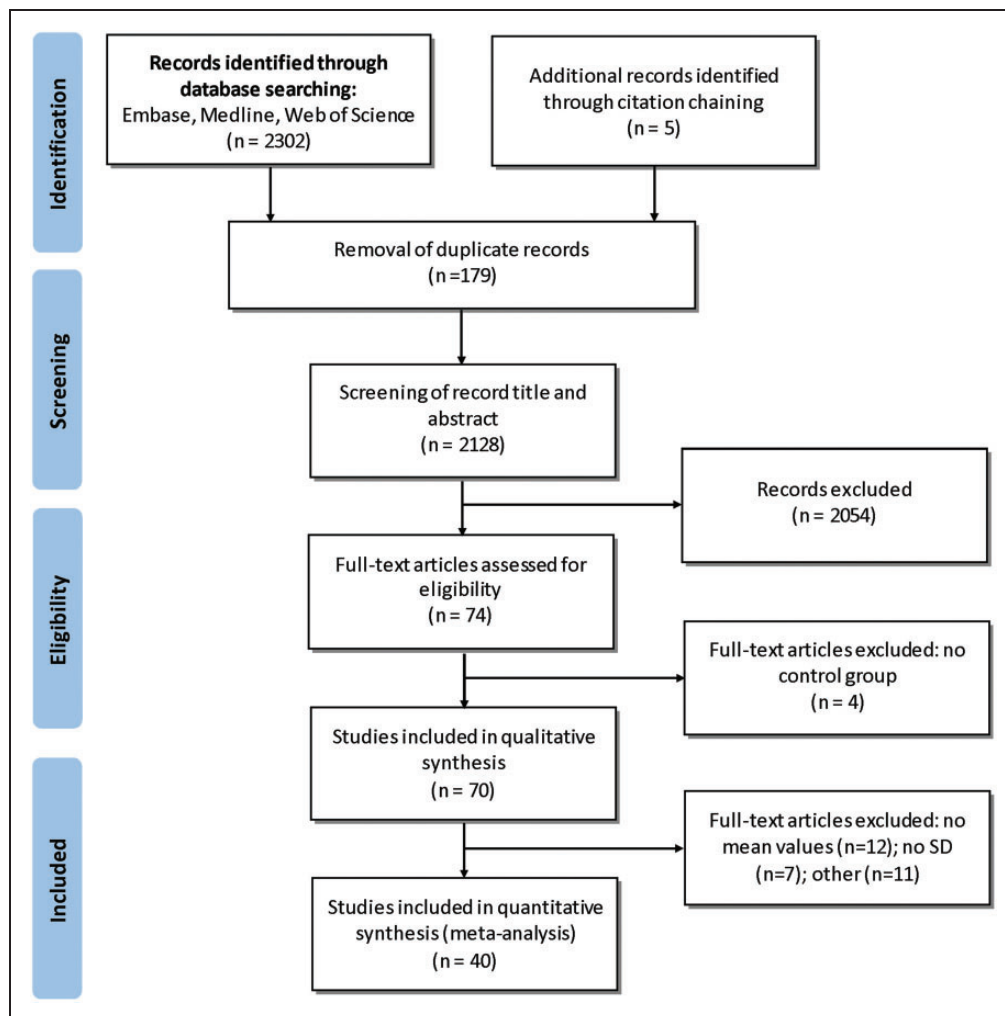 Identification
Records identified through
database searching:
Embase, Medline, Web of Science
(n = 2302)
Additional records identified
through citation chaining
(n = 5)
Removal of duplicate records
(n =179)
Screening
Screening of record title and
abstract
(n = 2128)
Records excluded
(n = 2054)
Eligibility
Full-text articles assessed for
eligibility
(n = 74)
Full-text articles excluded: no
control group
(n = 4)
Studies included in qualitative
synthesis
(n = 70)
Included
Full-text articles excluded: no
mean values (n=12); no SD
(n=7); other (n=11)
Studies included in quantitative
synthesis (meta-analysis)
(n = 40)